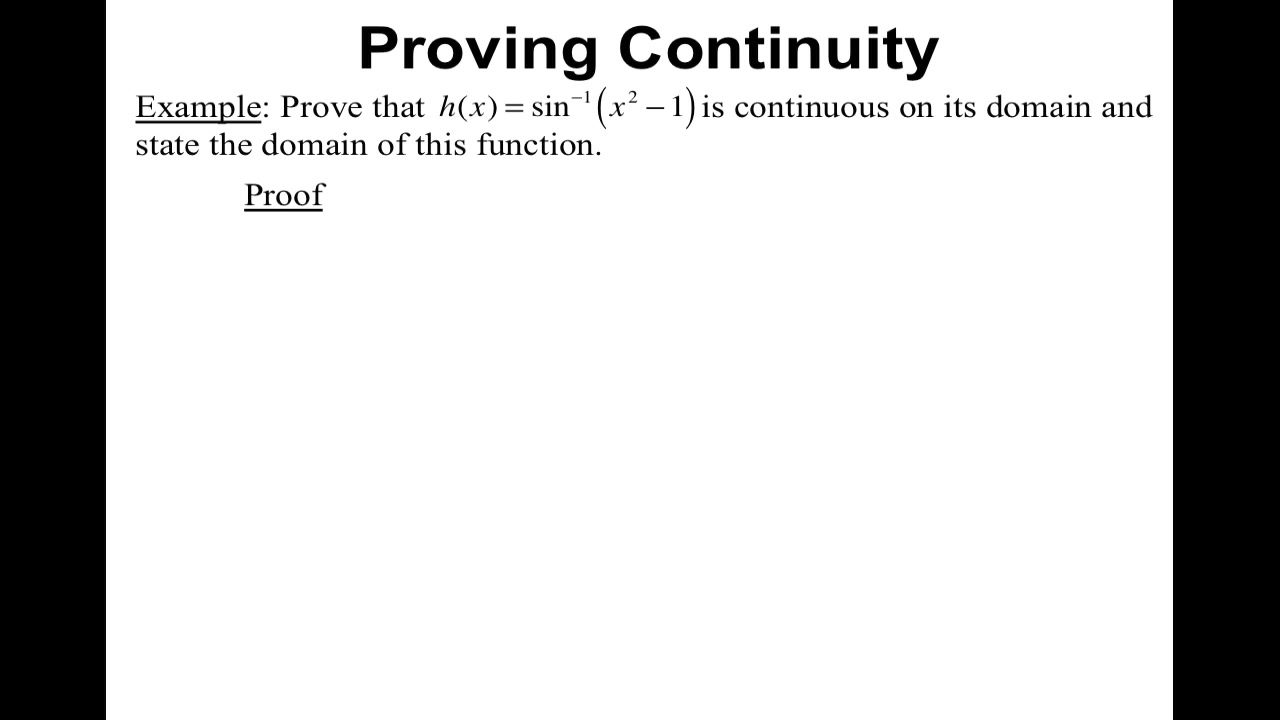 Proving Continuity
Example: Prove that h(x) = sin⁻¹(x² − 1) is continuous on its domain and
state the domain of this function.
Proof